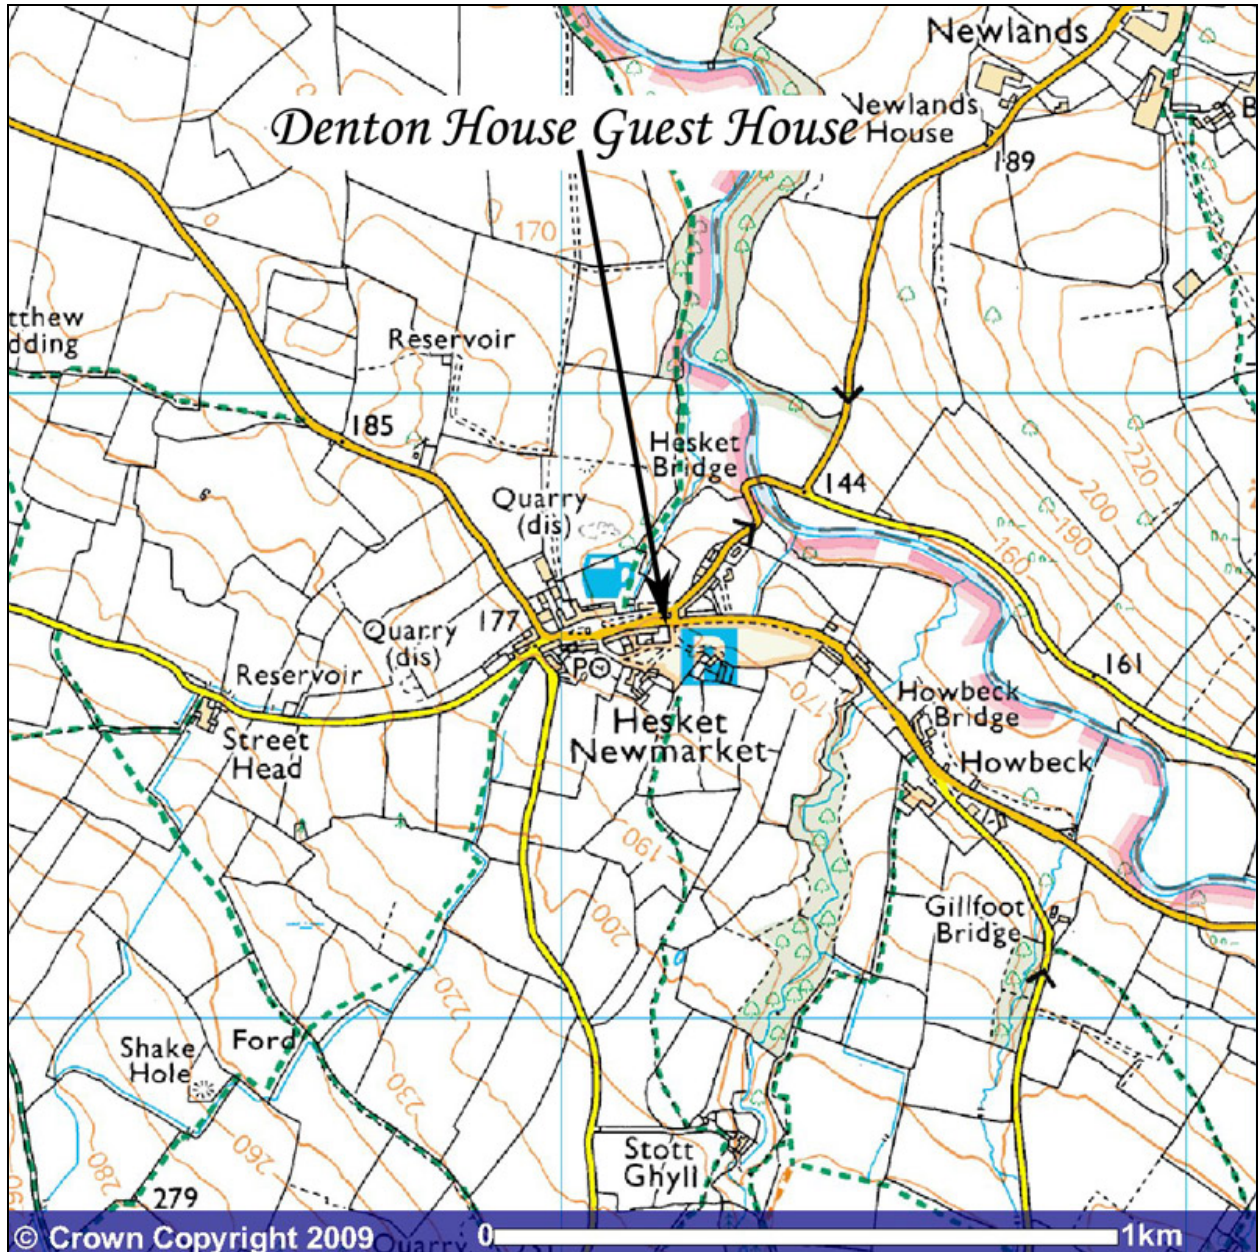 Newlands
Denton House Guest House
Newlands
House
189
170
tthew
dding
Reservoir
185
Hesket
Bridge
144
220
200
190
160
Quarry
(dis)
177
Quarry
(dis)
PO
161
Reservoir
170
Howbeck
Bridge
Street
Head
Hesket
Newmarket
Howbeck
190
200
Gillfoot
Bridge
220
Ford
Shake
Hole
230
260
280
279
Stott
Ghyll
© Crown Copyright 2009
Quarry
0
1km